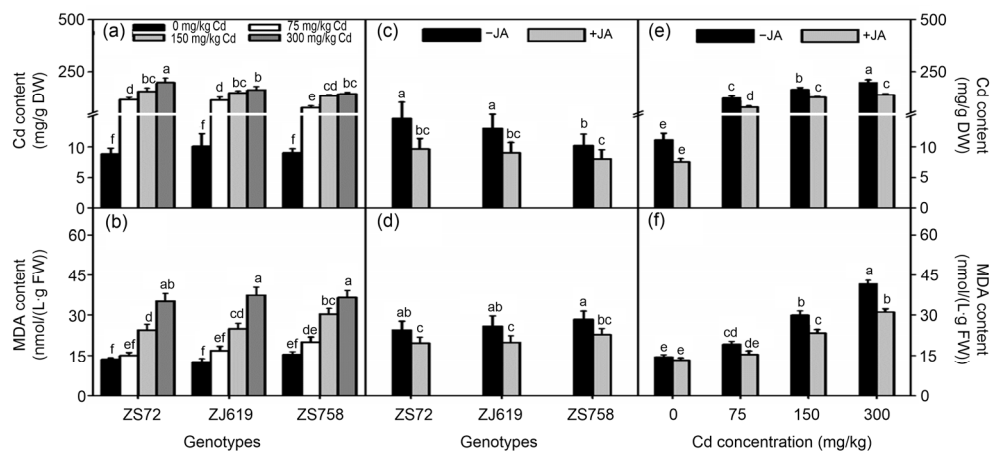 500 (a) 0 mg/kg Cd 75 mg/kg Cd (c) −JA +JA (e) −JA +JA 500
150 mg/kg Cd 300 mg/kg Cd
Cd content
(mg/g DW)
250 d bc a d bc b e cd bc a a b c a c b c d 250
f f f bc bc c e e
10 10
5 5
0 0
Cd content
(mg/g DW)
60 (b) (d) (f) 60
MDA content
(nmol/(L·g FW))
45 ab a a a 45
30 d cd bc ab a a bc b b 30
15 f ef f ef ef de c c e e cd de c 15
0 0
MDA content
(nmol/(L·g FW))
ZS72 ZJ619 ZS758 ZS72 ZJ619 ZS758 0 75 150 300
Genotypes Genotypes Cd concentration (mg/kg)